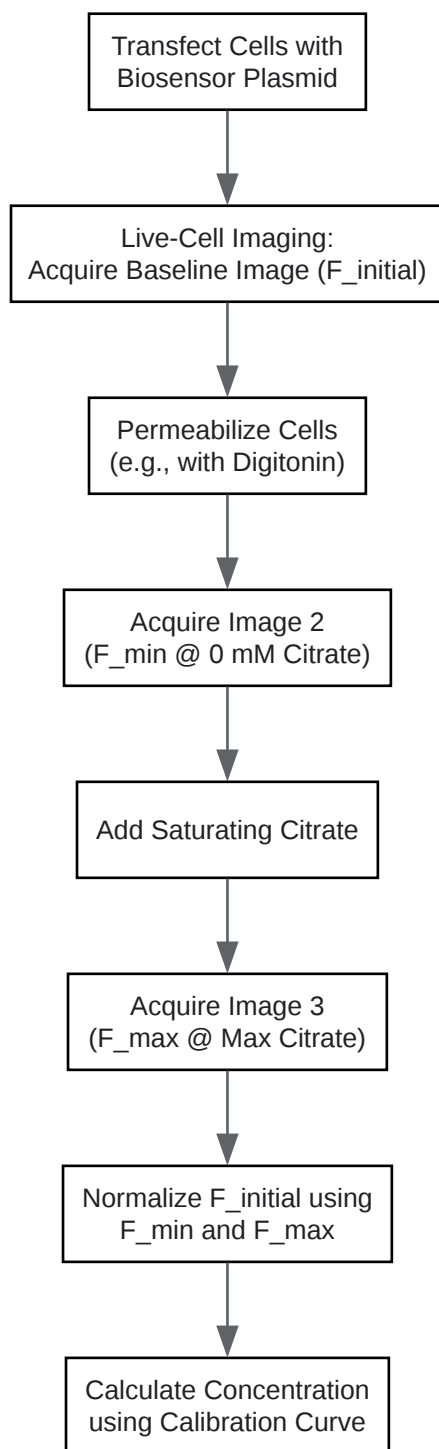 Transfect Cells with
Biosensor Plasmid
Live-Cell Imaging:
Acquire Baseline Image (F_initial)
Permeabilize Cells
(e.g., with Digitonin)
Acquire Image 2
(F_min @ 0 mM Citrate)
Add Saturating Citrate
Acquire Image 3
(F_max @ Max Citrate)
Normalize F_initial using
F_min and F_max
Calculate Concentration
using Calibration Curve